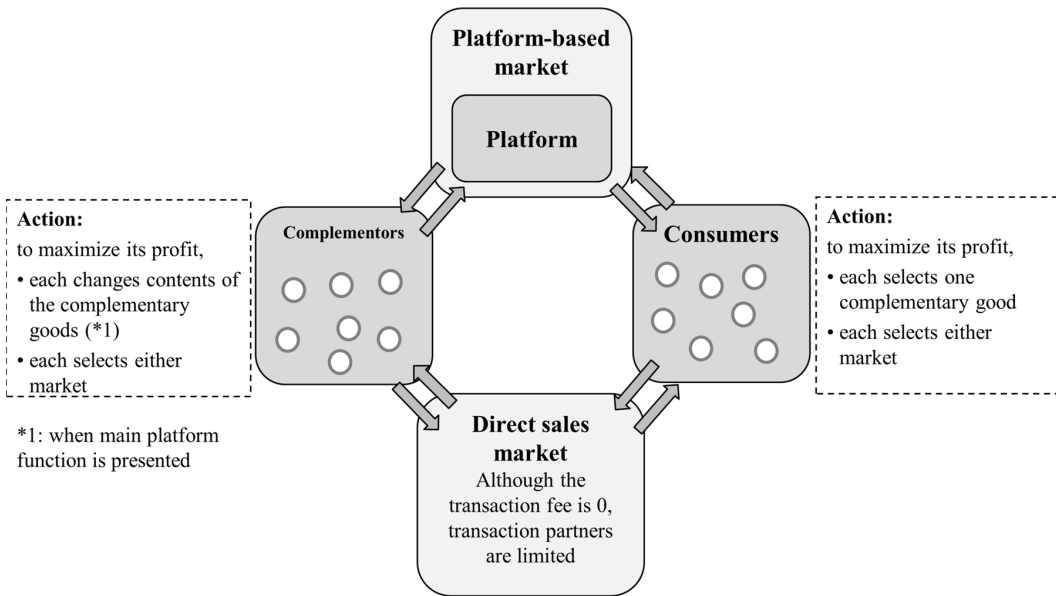 Platform-based
market
Platform
Action:
to maximize its profit,
• each changes contents of
the complementary
goods (*1)
• each selects either
market
Complementors
Consumers
Action:
to maximize its profit,
• each selects one
complementary good
• each selects either
market
*1: when main platform
function is presented
Direct sales
market
Although the
transaction fee is 0,
transaction partners
are limited